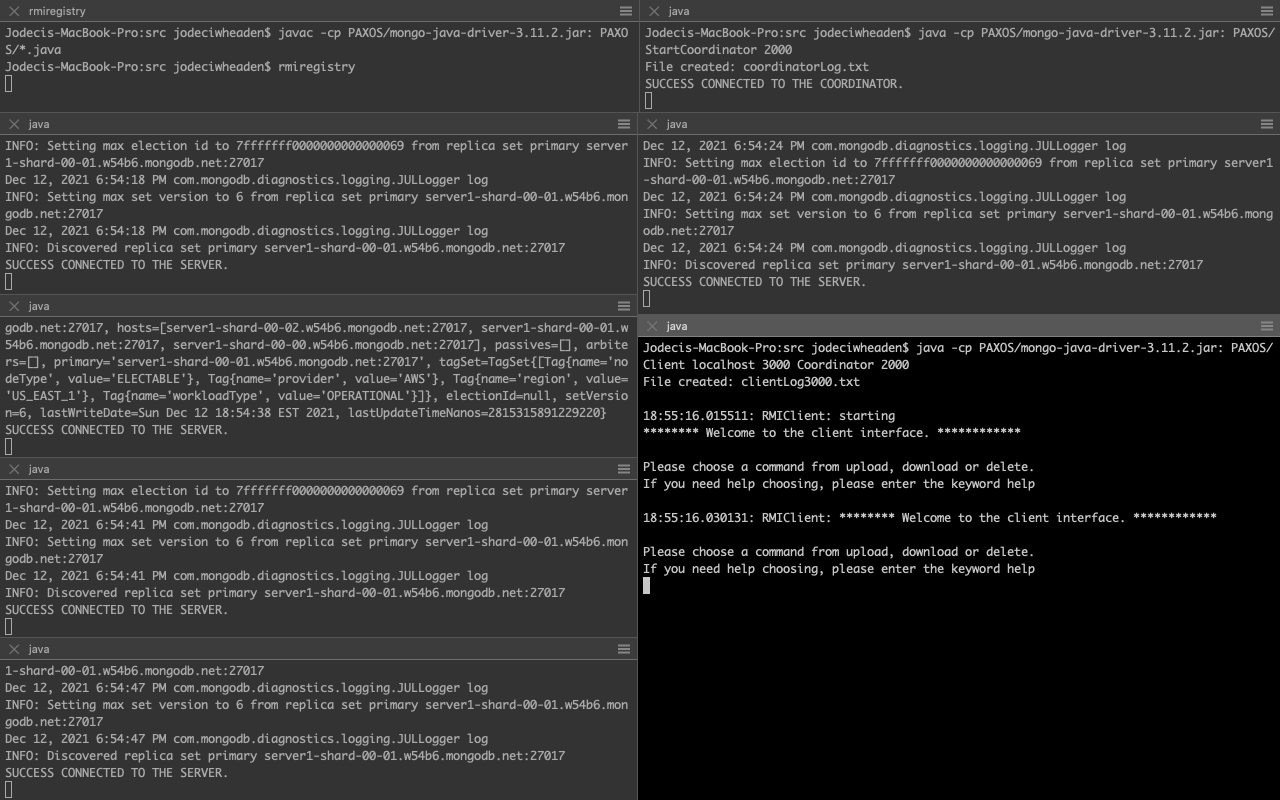 rmiregistry
Jodecis-MacBook-Pro:src jodeciwheaden$ javac -cp PAXOS/mongo-java-driver-3.11.2.jar: PAXO
S/*.java
Jodecis-MacBook-Pro:src jodeciwheaden$ rmiregistry
java
Jodecis-MacBook-Pro:src jodeciwheaden$ java -cp PAXOS/mongo-java-driver-3.11.2.jar: PAXOS/
StartCoordinator 2000
File created: coordinatorLog.txt
SUCCESS CONNECTED TO THE COORDINATOR.
java
INFO: Setting max election id to 7fffffff0000000000000069 from replica set primary server
1-shard-00-01.w54b6.mongodb.net:27017
Dec 12, 2021 6:54:18 PM com.mongodb.diagnostics.logging.JULLogger log
INFO: Setting max set version to 6 from replica set primary server1-shard-00-01.w54b6.mon
godb.net:27017
Dec 12, 2021 6:54:18 PM com.mongodb.diagnostics.logging.JULLogger log
INFO: Discovered replica set primary server1-shard-00-01.w54b6.mongodb.net:27017
SUCCESS CONNECTED TO THE SERVER.
java
Dec 12, 2021 6:54:24 PM com.mongodb.diagnostics.logging.JULLogger log
INFO: Setting max election id to 7fffffff0000000000000069 from replica set primary server1
-shard-00-01.w54b6.mongodb.net:27017
Dec 12, 2021 6:54:24 PM com.mongodb.diagnostics.logging.JULLogger log
INFO: Setting max set version to 6 from replica set primary server1-shard-00-01.w54b6.mong
odb.net:27017
Dec 12, 2021 6:54:24 PM com.mongodb.diagnostics.logging.JULLogger log
INFO: Discovered replica set primary server1-shard-00-01.w54b6.mongodb.net:27017
SUCCESS CONNECTED TO THE SERVER.
java
godb.net:27017, hosts=[server1-shard-00-02.w54b6.mongodb.net:27017, server1-shard-00-01.w
54b6.mongodb.net:27017, server1-shard-00-00.w54b6.mongodb.net:27017], passives=[], arbite
rs=[], primary='server1-shard-00-01.w54b6.mongodb.net:27017', tagSet=TagSet{[Tag{name='no
deType', value='ELECTABLE'}, Tag{name='provider', value='AWS'}, Tag{name='region', value=
'US_EAST_1'}, Tag{name='workloadType', value='OPERATIONAL'}]}, electionId=null, setVersio
n=6, lastWriteDate=Sun Dec 12 18:54:38 EST 2021, lastUpdateTimeNanos=2815315891229220}
SUCCESS CONNECTED TO THE SERVER.
java
INFO: Setting max election id to 7fffffff0000000000000069 from replica set primary server
1-shard-00-01.w54b6.mongodb.net:27017
Dec 12, 2021 6:54:41 PM com.mongodb.diagnostics.logging.JULLogger log
INFO: Setting max set version to 6 from replica set primary server1-shard-00-01.w54b6.mon
godb.net:27017
Dec 12, 2021 6:54:41 PM com.mongodb.diagnostics.logging.JULLogger log
INFO: Discovered replica set primary server1-shard-00-01.w54b6.mongodb.net:27017
SUCCESS CONNECTED TO THE SERVER.
java
1-shard-00-01.w54b6.mongodb.net:27017
Dec 12, 2021 6:54:47 PM com.mongodb.diagnostics.logging.JULLogger log
INFO: Setting max set version to 6 from replica set primary server1-shard-00-01.w54b6.mon
godb.net:27017
Dec 12, 2021 6:54:47 PM com.mongodb.diagnostics.logging.JULLogger log
INFO: Discovered replica set primary server1-shard-00-01.w54b6.mongodb.net:27017
SUCCESS CONNECTED TO THE SERVER.
java
Jodecis-MacBook-Pro:src jodeciwheaden$ java -cp PAXOS/mongo-java-driver-3.11.2.jar: PAXOS/
Client localhost 3000 Coordinator 2000
File created: clientLog3000.txt
18:55:16.015511: RMIClient: starting
******** Welcome to the client interface. ************
Please choose a command from upload, download or delete.
If you need help choosing, please enter the keyword help
18:55:16.030131: RMIClient: ******** Welcome to the client interface. ************
Please choose a command from upload, download or delete.
If you need help choosing, please enter the keyword help